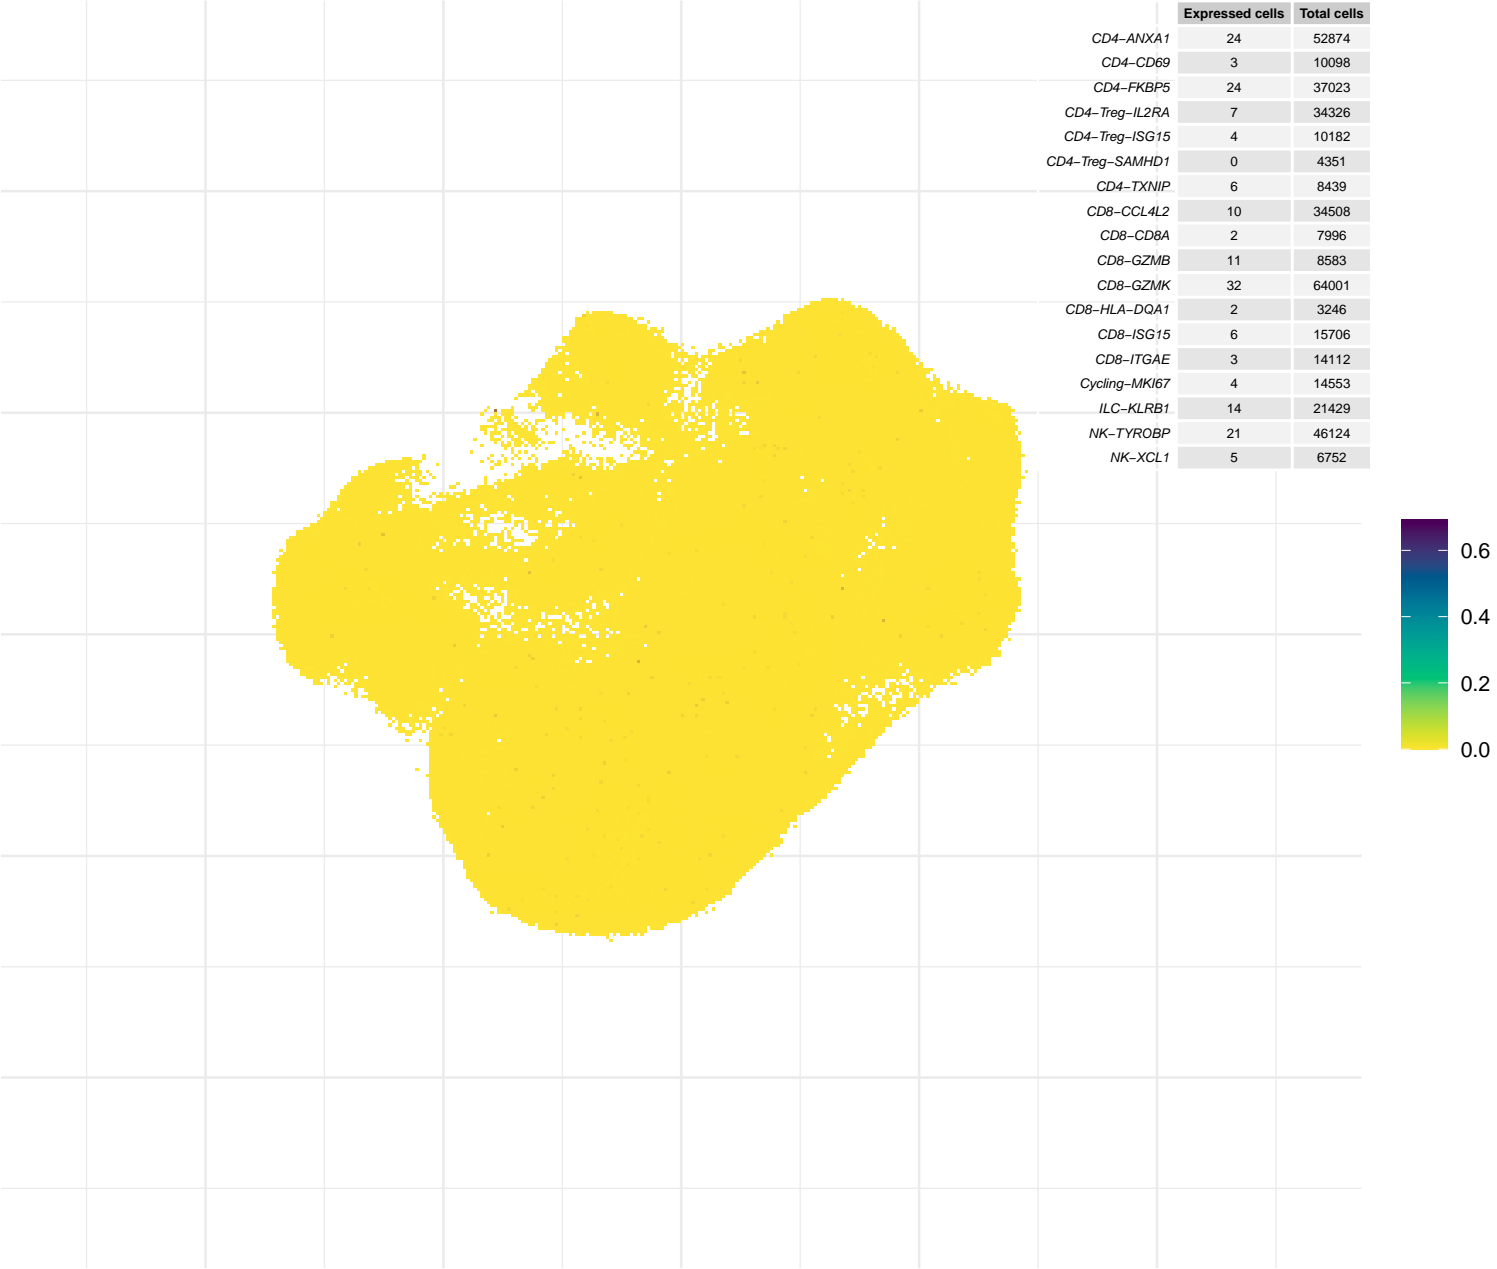 Expressed cells Total cells
CD4−ANXA1 24 52874
CD4−CD69 3 10098
CD4−FKBP5 24 37023
CD4−Treg−IL2RA 7 34326
CD4−Treg−ISG15 4 10182
CD4−Treg−SAMHD1 0 4351
CD4−TXNIP 6 8439
CD8−CCL4L2 10 34508
CD8−CD8A 2 7996
CD8−GZMB 11 8583
CD8−GZMK 32 64001
CD8−HLA−DQA1 2 3246
CD8−ISG15 6 15706
CD8−ITGAE 3 14112
Cycling−MKI67 4 14553
ILC−KLRB1 14 21429
NK−TYROBP 21 46124
NK−XCL1 5 6752
0.6
0.4
0.2
0.0